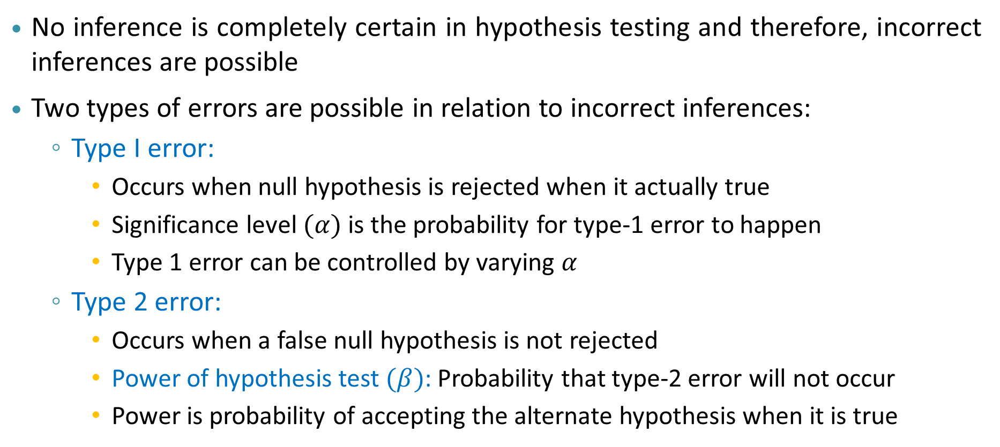 • No inference is completely certain in hypothesis testing and therefore, incorrect
inferences are possible
• Two types of errors are possible in relation to incorrect inferences:
◦ Type I error:
• Occurs when null hypothesis is rejected when it actually true
• Significance level (α) is the probability for type-1 error to happen
• Type 1 error can be controlled by varying α
◦ Type 2 error:
• Occurs when a false null hypothesis is not rejected
• Power of hypothesis test (β): Probability that type-2 error will not occur
• Power is probability of accepting the alternate hypothesis when it is true